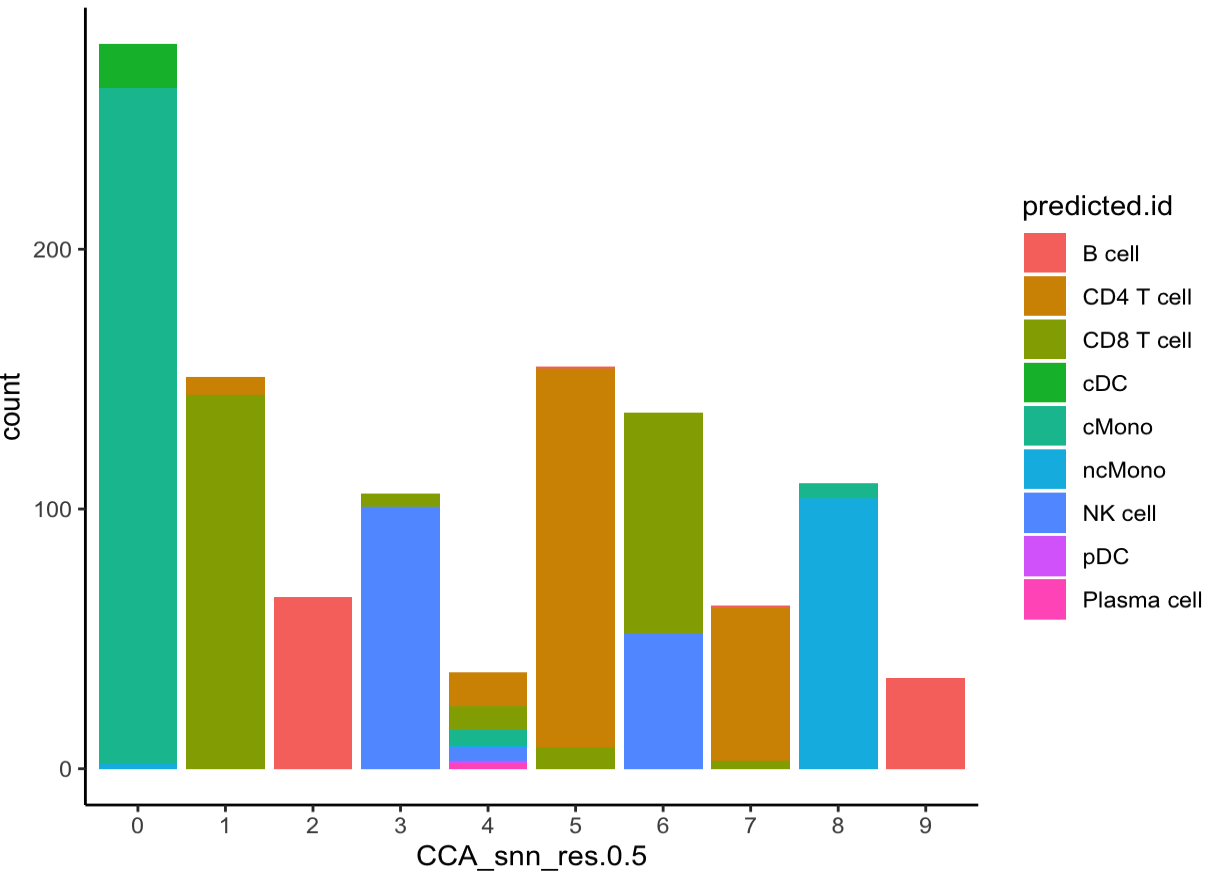 200
100
0
count
0 1 2 3 4 5 6 7 8 9
CCA_snn_res.0.5
predicted.id
B cell
CD4 T cell
CD8 T cell
cDC
cMono
ncMono
NK cell
pDC
Plasma cell